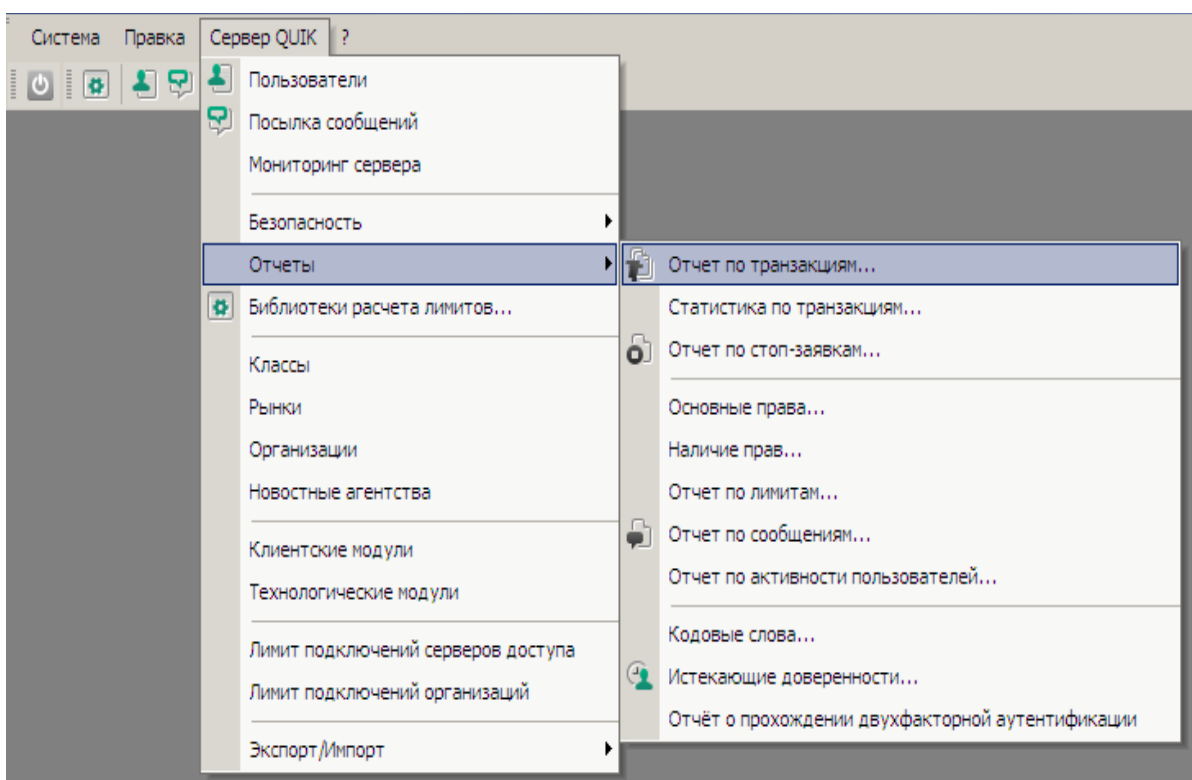 Система Правка Сервер QUIK ?
Пользователи
Посылка сообщений
Мониторинг сервера
Безопасность
Отчеты
Библиотеки расчета лимитов...
Классы
Рынки
Организации
Новостные агентства
Клиентские модули
Технологические модули
Лимит подключений серверов доступа
Лимит подключений организаций
Экспорт/Импорт
Отчет по транзакциям...
Статистика по транзакциям...
Отчет по стоп-заявкам...
Основные права...
Наличие прав...
Отчет по лимитам...
Отчет по сообщениям...
Отчет по активности пользователей...
Кодовые слова...
Истекающие доверенности...
Отчёт о прохождении двухфакторной аутентификации